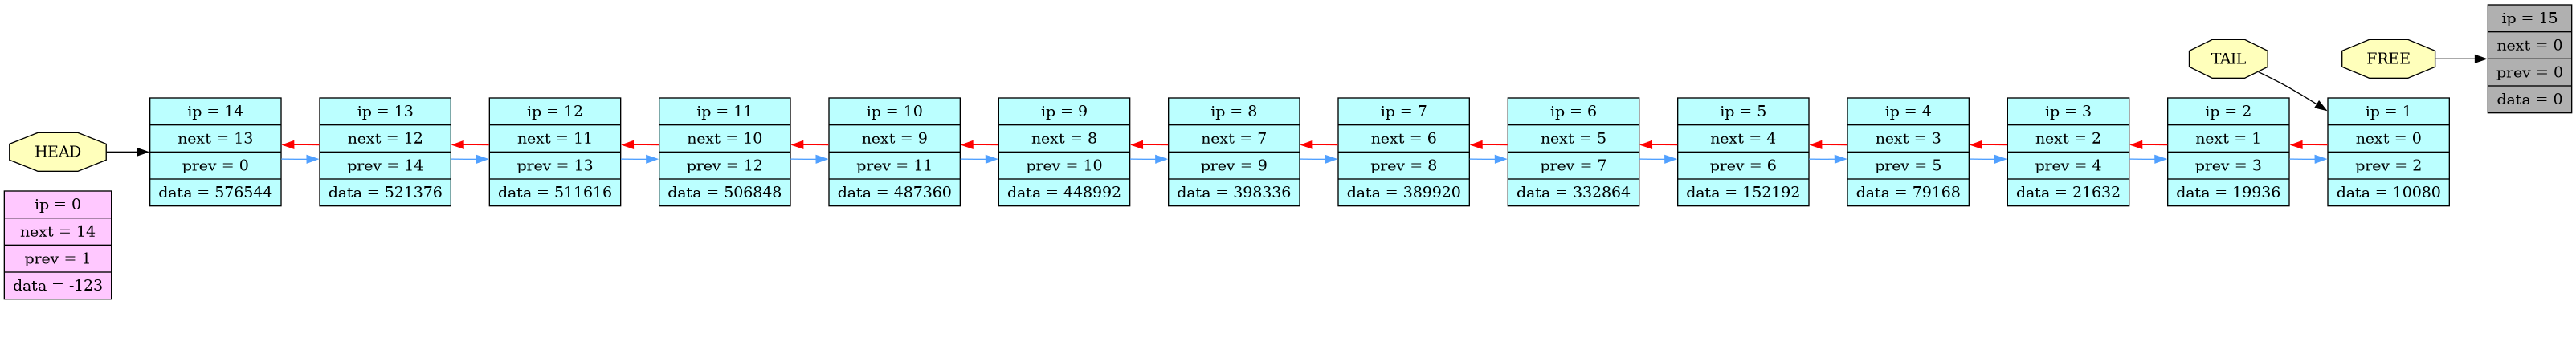 HEAD
ip = 0
next = 14
prev = 1
data = -123
ip = 14
next = 13
prev = 0
data = 576544
ip = 13
next = 12
prev = 14
data = 521376
ip = 12
next = 11
prev = 13
data = 511616
ip = 11
next = 10
prev = 12
data = 506848
ip = 10
next = 9
prev = 11
data = 487360
ip = 9
next = 8
prev = 10
data = 448992
ip = 8
next = 7
prev = 9
data = 398336
ip = 7
next = 6
prev = 8
data = 389920
ip = 6
next = 5
prev = 7
data = 332864
ip = 5
next = 4
prev = 6
data = 152192
ip = 4
next = 3
prev = 5
data = 79168
ip = 3
next = 2
prev = 4
data = 21632
ip = 2
next = 1
prev = 3
data = 19936
TAIL
ip = 1
next = 0
prev = 2
data = 10080
FREE
ip = 15
next = 0
prev = 0
data = 0